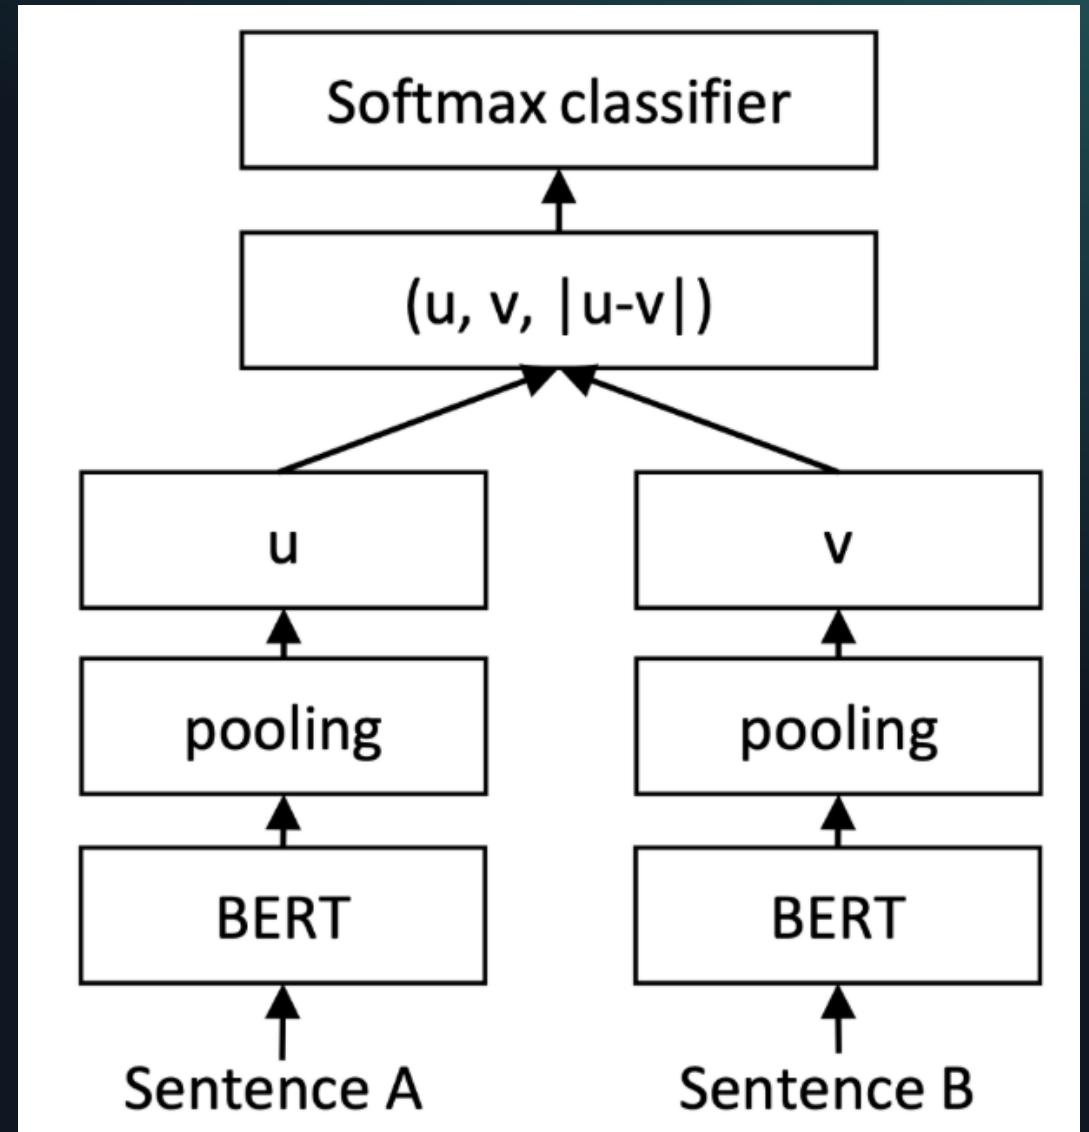 Softmax classifier
(u, v, |u-v|)
u
v
pooling
pooling
BERT
BERT
Sentence A
Sentence B